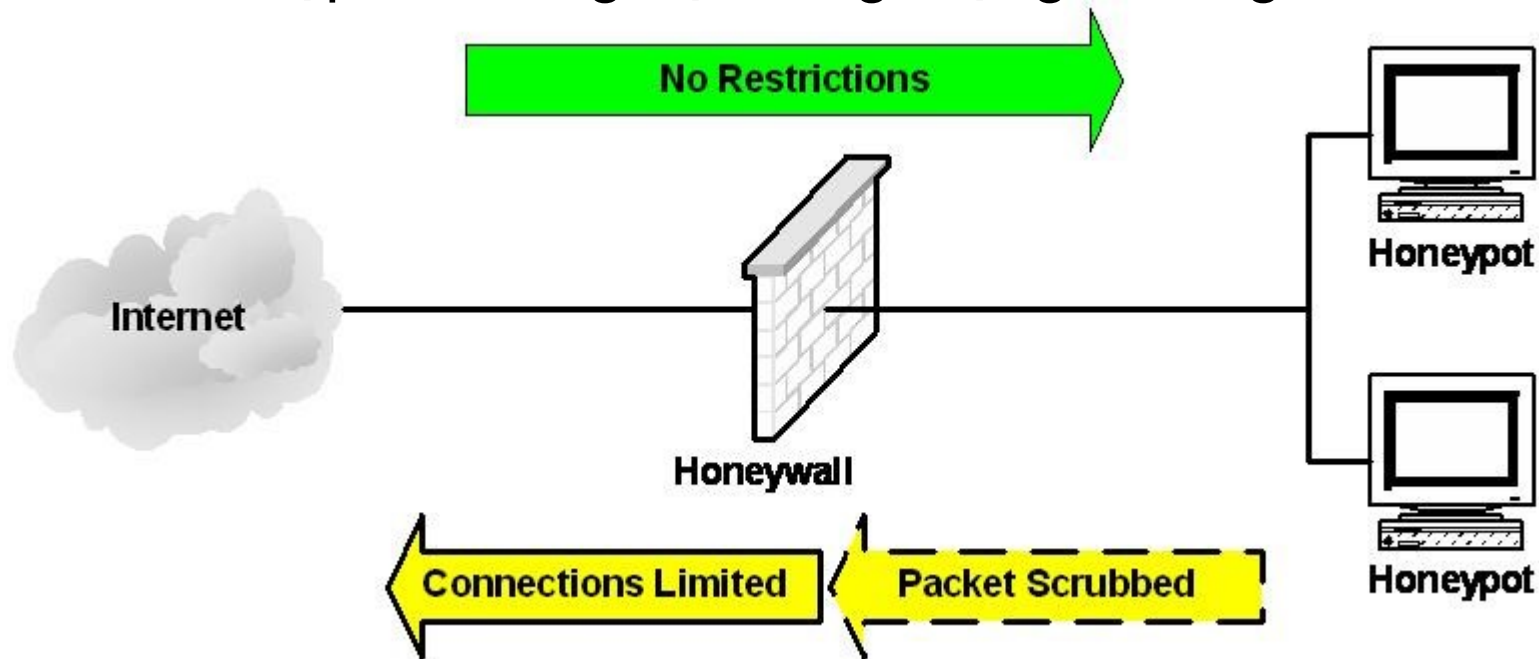 No Restrictions
Honeypot
Internet
Honeywall
Connections Limited
Packet Scrubbed
Honeypot